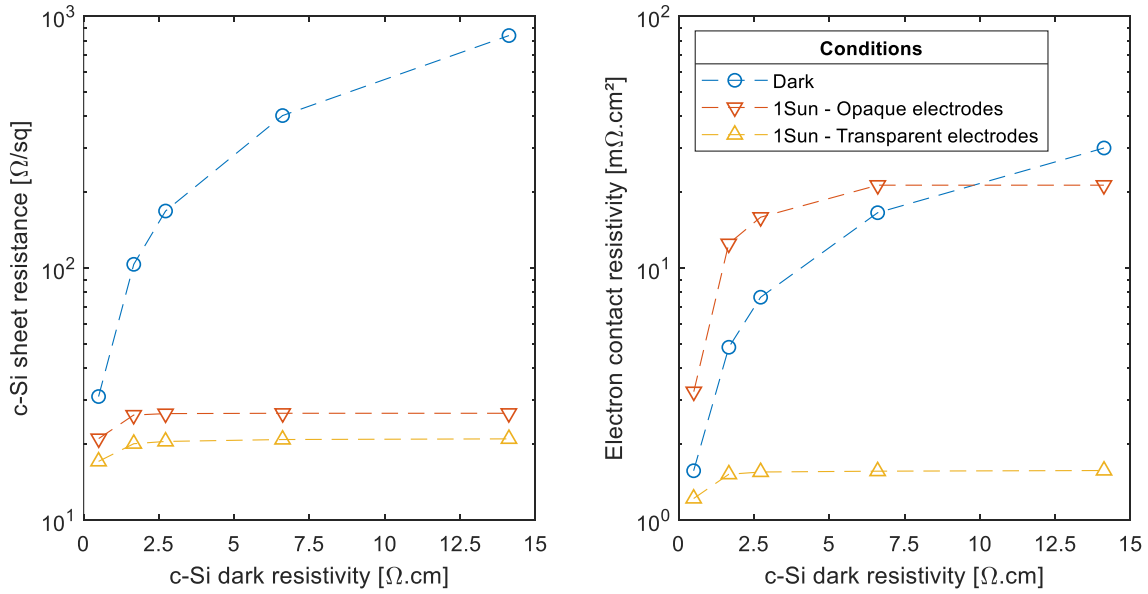 c-Si sheet resistance [Ω/sq]
10³
10²
10¹
0 2.5 5 7.5 10 12.5 15
c-Si dark resistivity [Ω.cm]
Electron contact resistivity [mΩ.cm²]
10²
10¹
10⁰
Conditions
Dark
1Sun - Opaque electrodes
1Sun - Transparent electrodes
0 2.5 5 7.5 10 12.5 15
c-Si dark resistivity [Ω.cm]